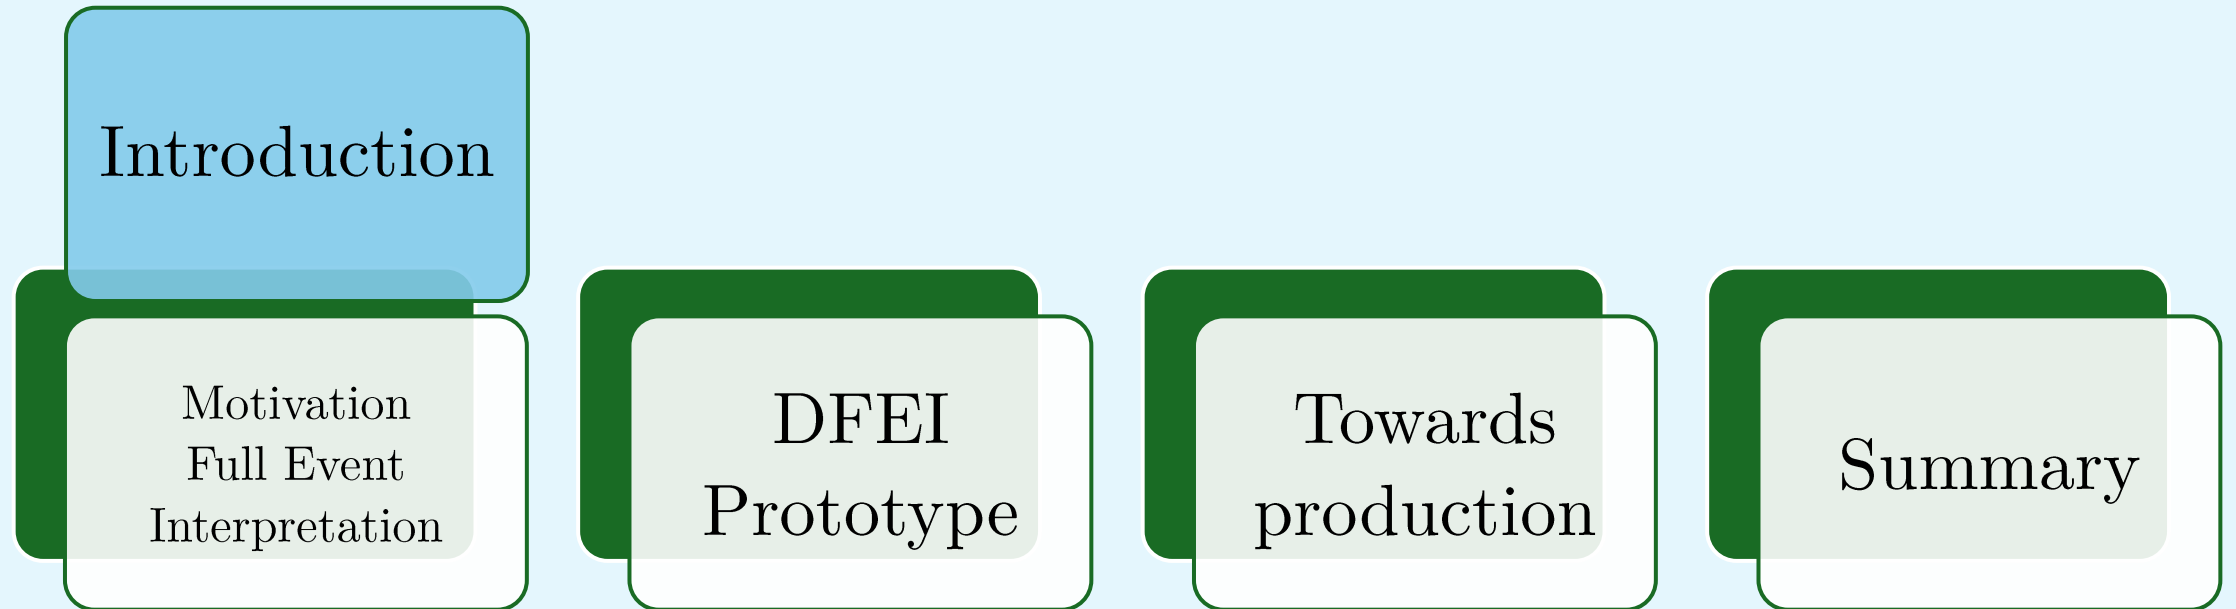 Introduction
Motivation
Full Event
Interpretation
DFEI
Prototype
Towards
production
Summary